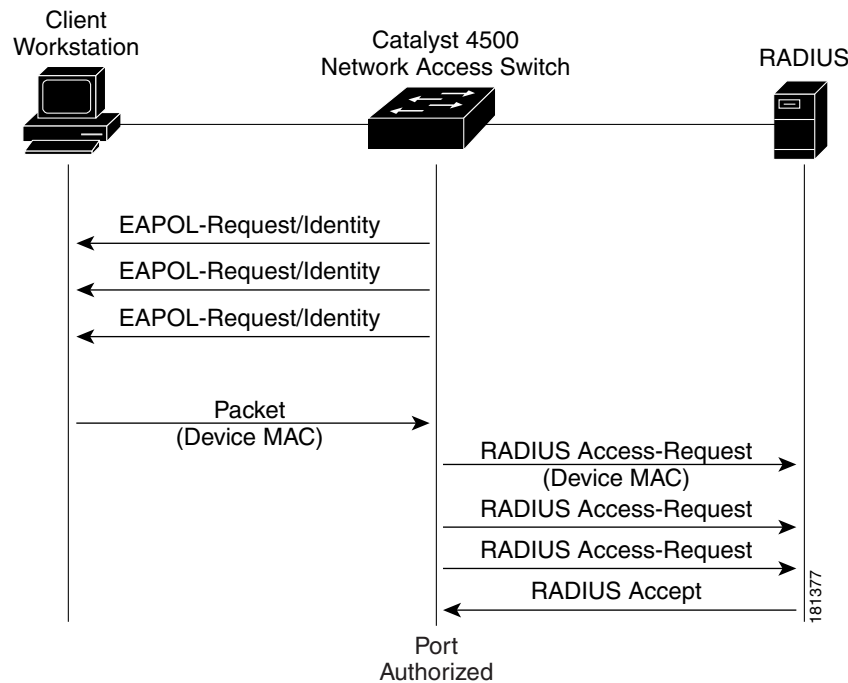 Client
Workstation
Catalyst 4500
Network Access Switch
RADIUS
EAPOL-Request/Identity
EAPOL-Request/Identity
EAPOL-Request/Identity
Packet
(Device MAC)
RADIUS Access-Request
(Device MAC)
RADIUS Access-Request
RADIUS Access-Request
RADIUS Accept
181377
Port
Authorized